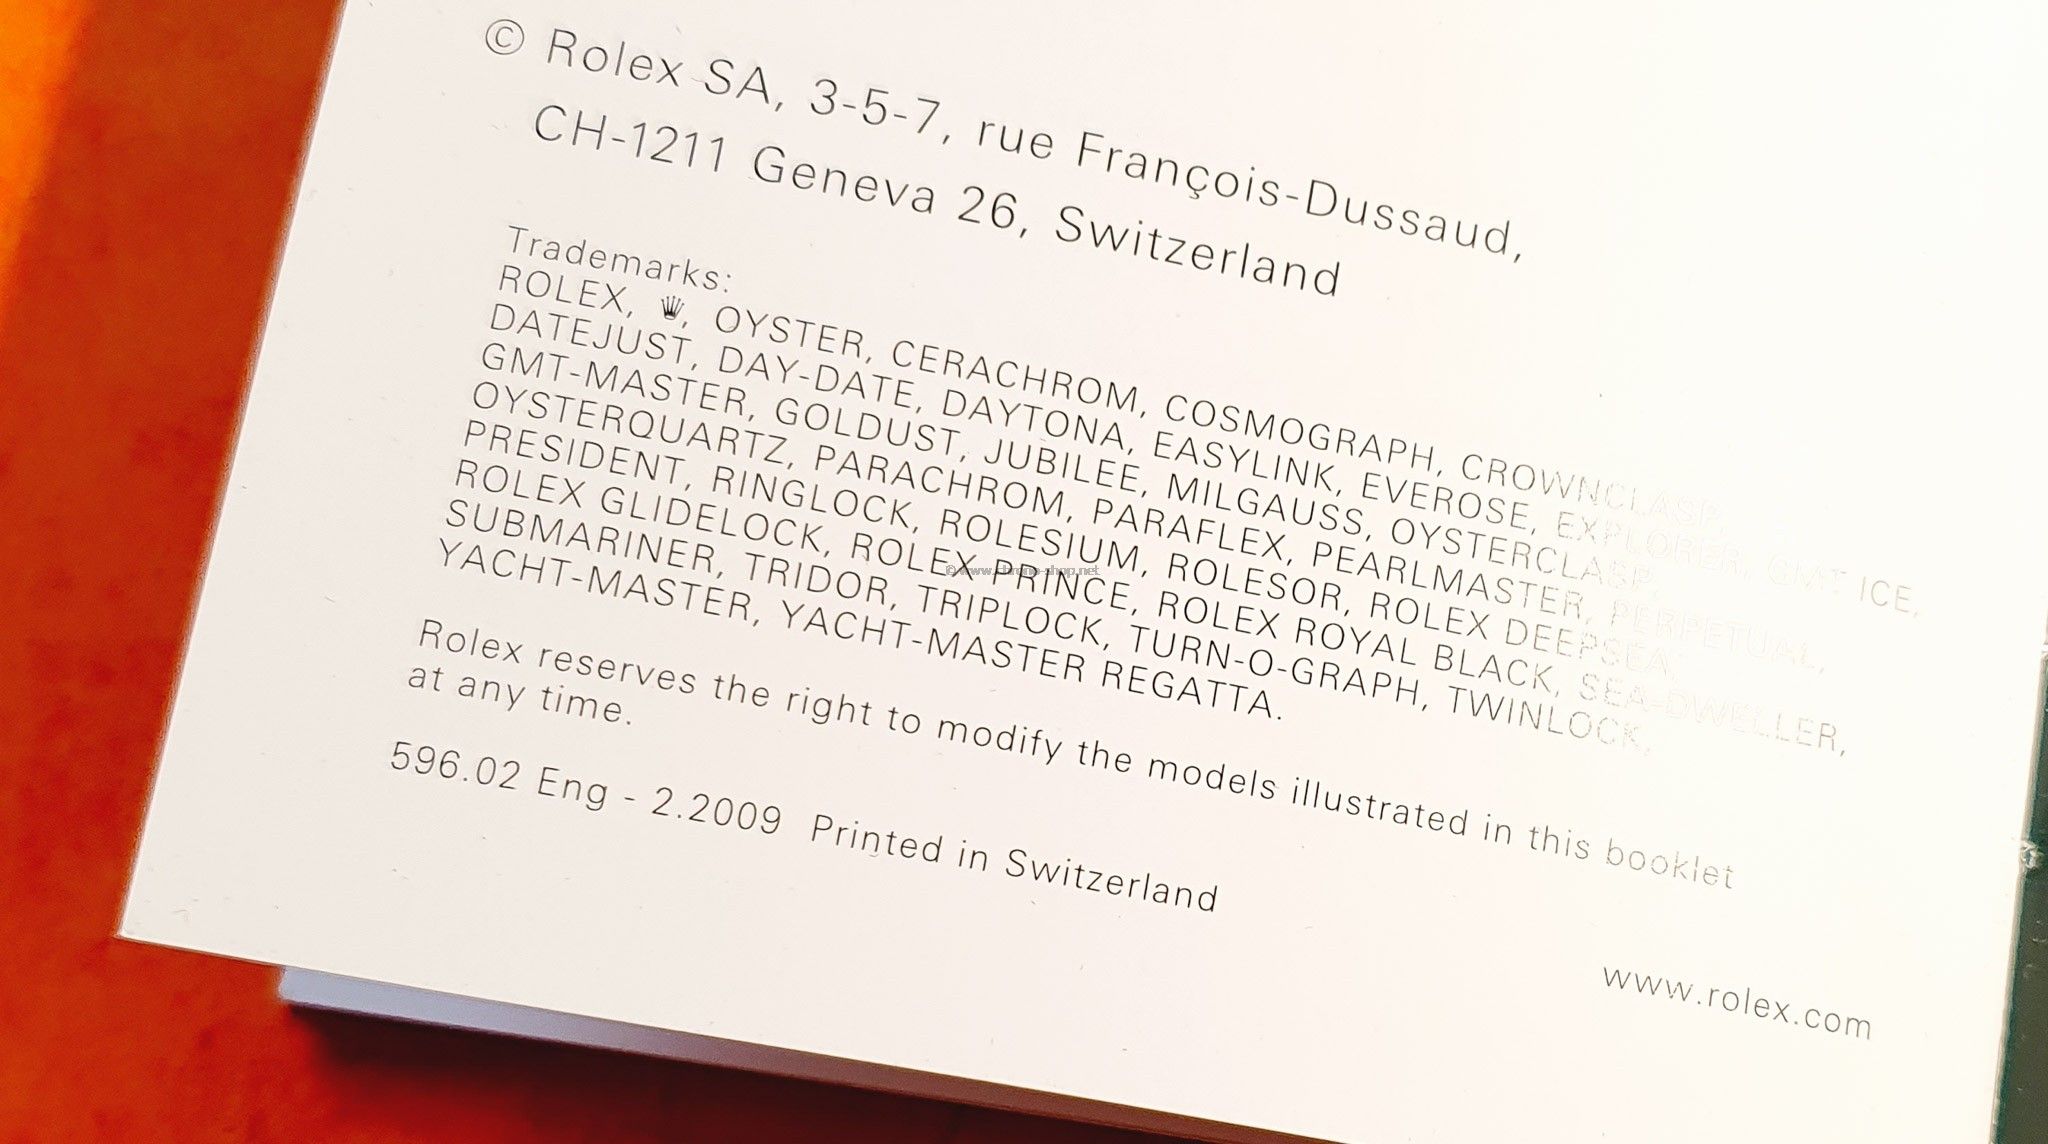 © Rolex SA, 3-5-7, rue François-Dussaud,
CH-1211 Geneva 26, Switzerland
Trademarks:
ROLEX, ♛, OYSTER, CERACHROM, COSMOGRAPH, CROWNCLASP,
DATEJUST, DAY-DATE, DAYTONA, EASYLINK, EVEROSE, EXPLORER, GMT ICE,
GMT-MASTER, GOLDUST, JUBILEE, MILGAUSS, OYSTERCLASP,
OYSTERQUARTZ, PARACHROM, PARAFLEX, PEARLMASTER, PERPETUAL,
PRESIDENT, RINGLOCK, ROLESIUM, ROLESOR, ROLEX DEEPSEA,
ROLEX GLIDELOCK, ROLEX PRINCE, ROLEX ROYAL BLACK, SEA-DWELLER,
SUBMARINER, TRIDOR, TRIPLOCK, TURN-O-GRAPH, TWINLOCK,
YACHT-MASTER, YACHT-MASTER REGATTA.
Rolex reserves the right to modify the models illustrated in this booklet
at any time.
596.02 Eng - 2.2009 Printed in Switzerland
www.rolex.com
© www.chrono-shop.net